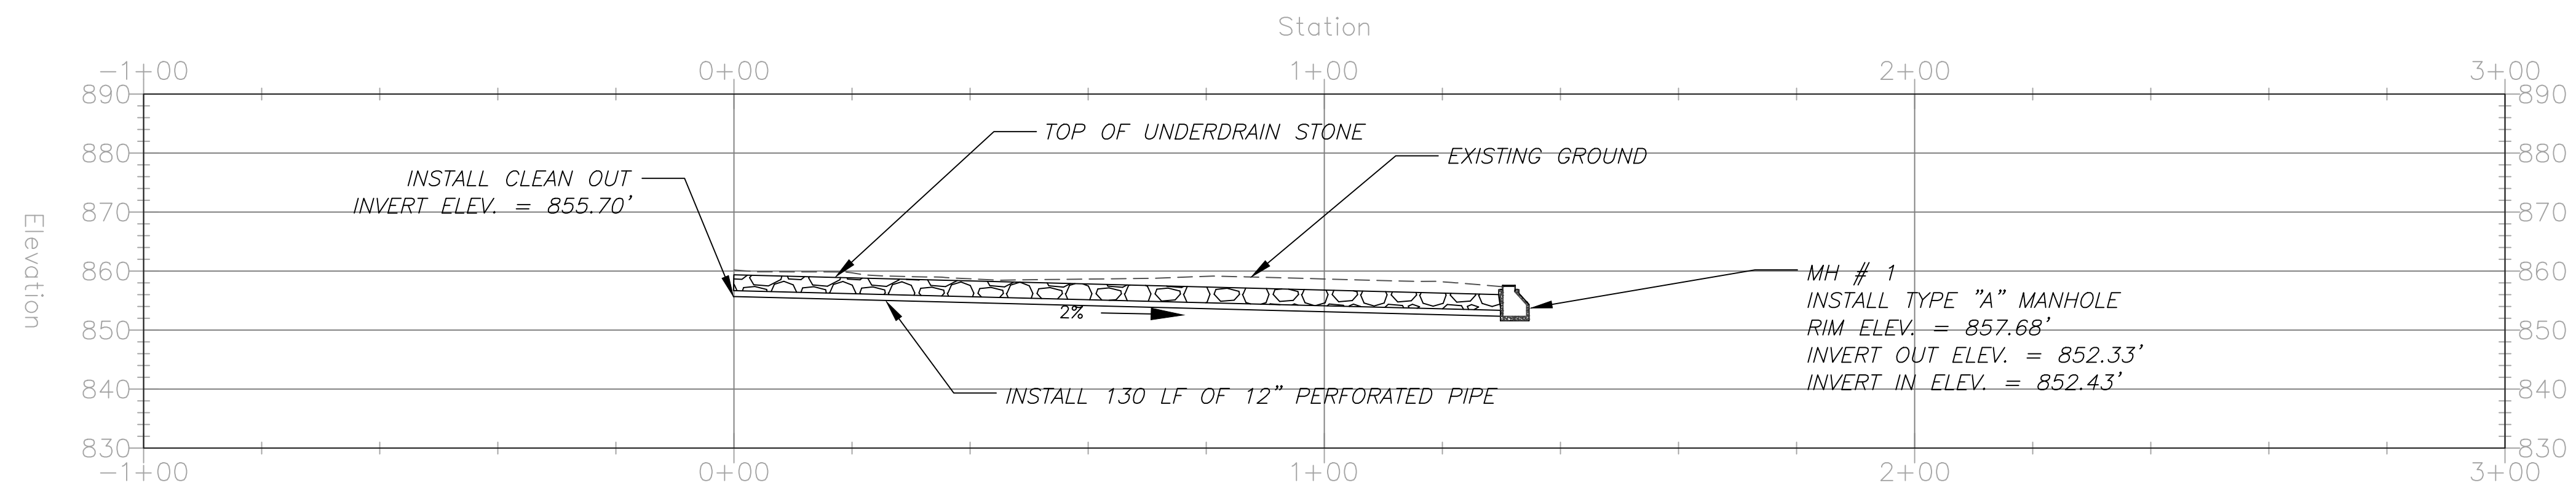 Station
-1+00 0+00 1+00 2+00 3+00
890 890
TOP OF UNDERDRAIN STONE
880 880
EXISTING GROUND
INSTALL CLEAN OUT
INVERT ELEV. = 855.70'
870 870
Elevation
860 860
MH # 1
INSTALL TYPE "A" MANHOLE
RIM ELEV. = 857.68'
INVERT OUT ELEV. = 852.33'
INVERT IN ELEV. = 852.43'
2%
850 850
INSTALL 130 LF OF 12" PERFORATED PIPE
840 840
830 830
-1+00 0+00 1+00 2+00 3+00